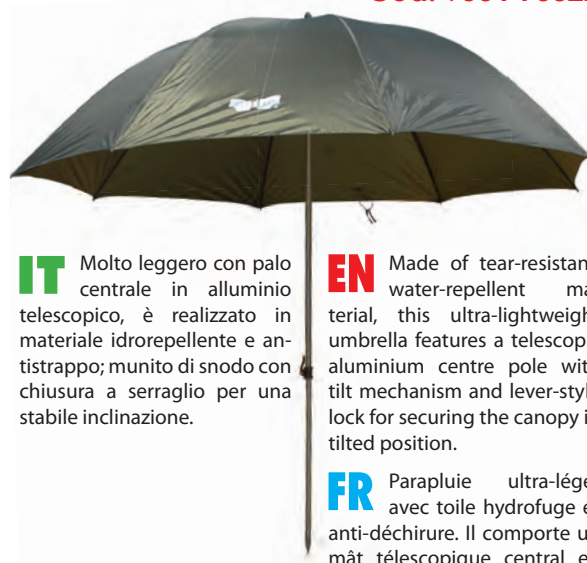 IT Molto leggero con palo
centrale in alluminio
telescopico, è realizzato in
materiale idrorepellente e an-
tistrappo; munito di snodo con
chiusura a serraglio per una
stabile inclinazione.
EN Made of tear-resistan
water-repellent ma
terial, this ultra-lightweigh
umbrella features a telescop
aluminium centre pole wit
tilt mechanism and lever-styl
lock for securing the canopy i
tilted position.
FR Parapluie ultra-lége
avec toile hydrofuge e
anti-déchirure. Il comporte u
mât télescopique central e